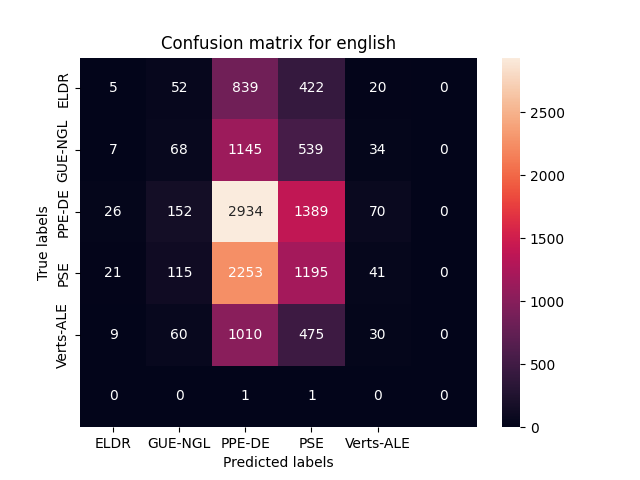 Confusion matrix for english
True labels
ELDR 5 52 839 422 20 0
GUE-NGL 7 68 1145 539 34 0
PPE-DE 26 152 2934 1389 70 0
PSE 21 115 2253 1195 41 0
Verts-ALE 9 60 1010 475 30 0
0 0 1 1 0 0
ELDR GUE-NGL PPE-DE PSE Verts-ALE
Predicted labels
2500
2000
1500
1000
500
0